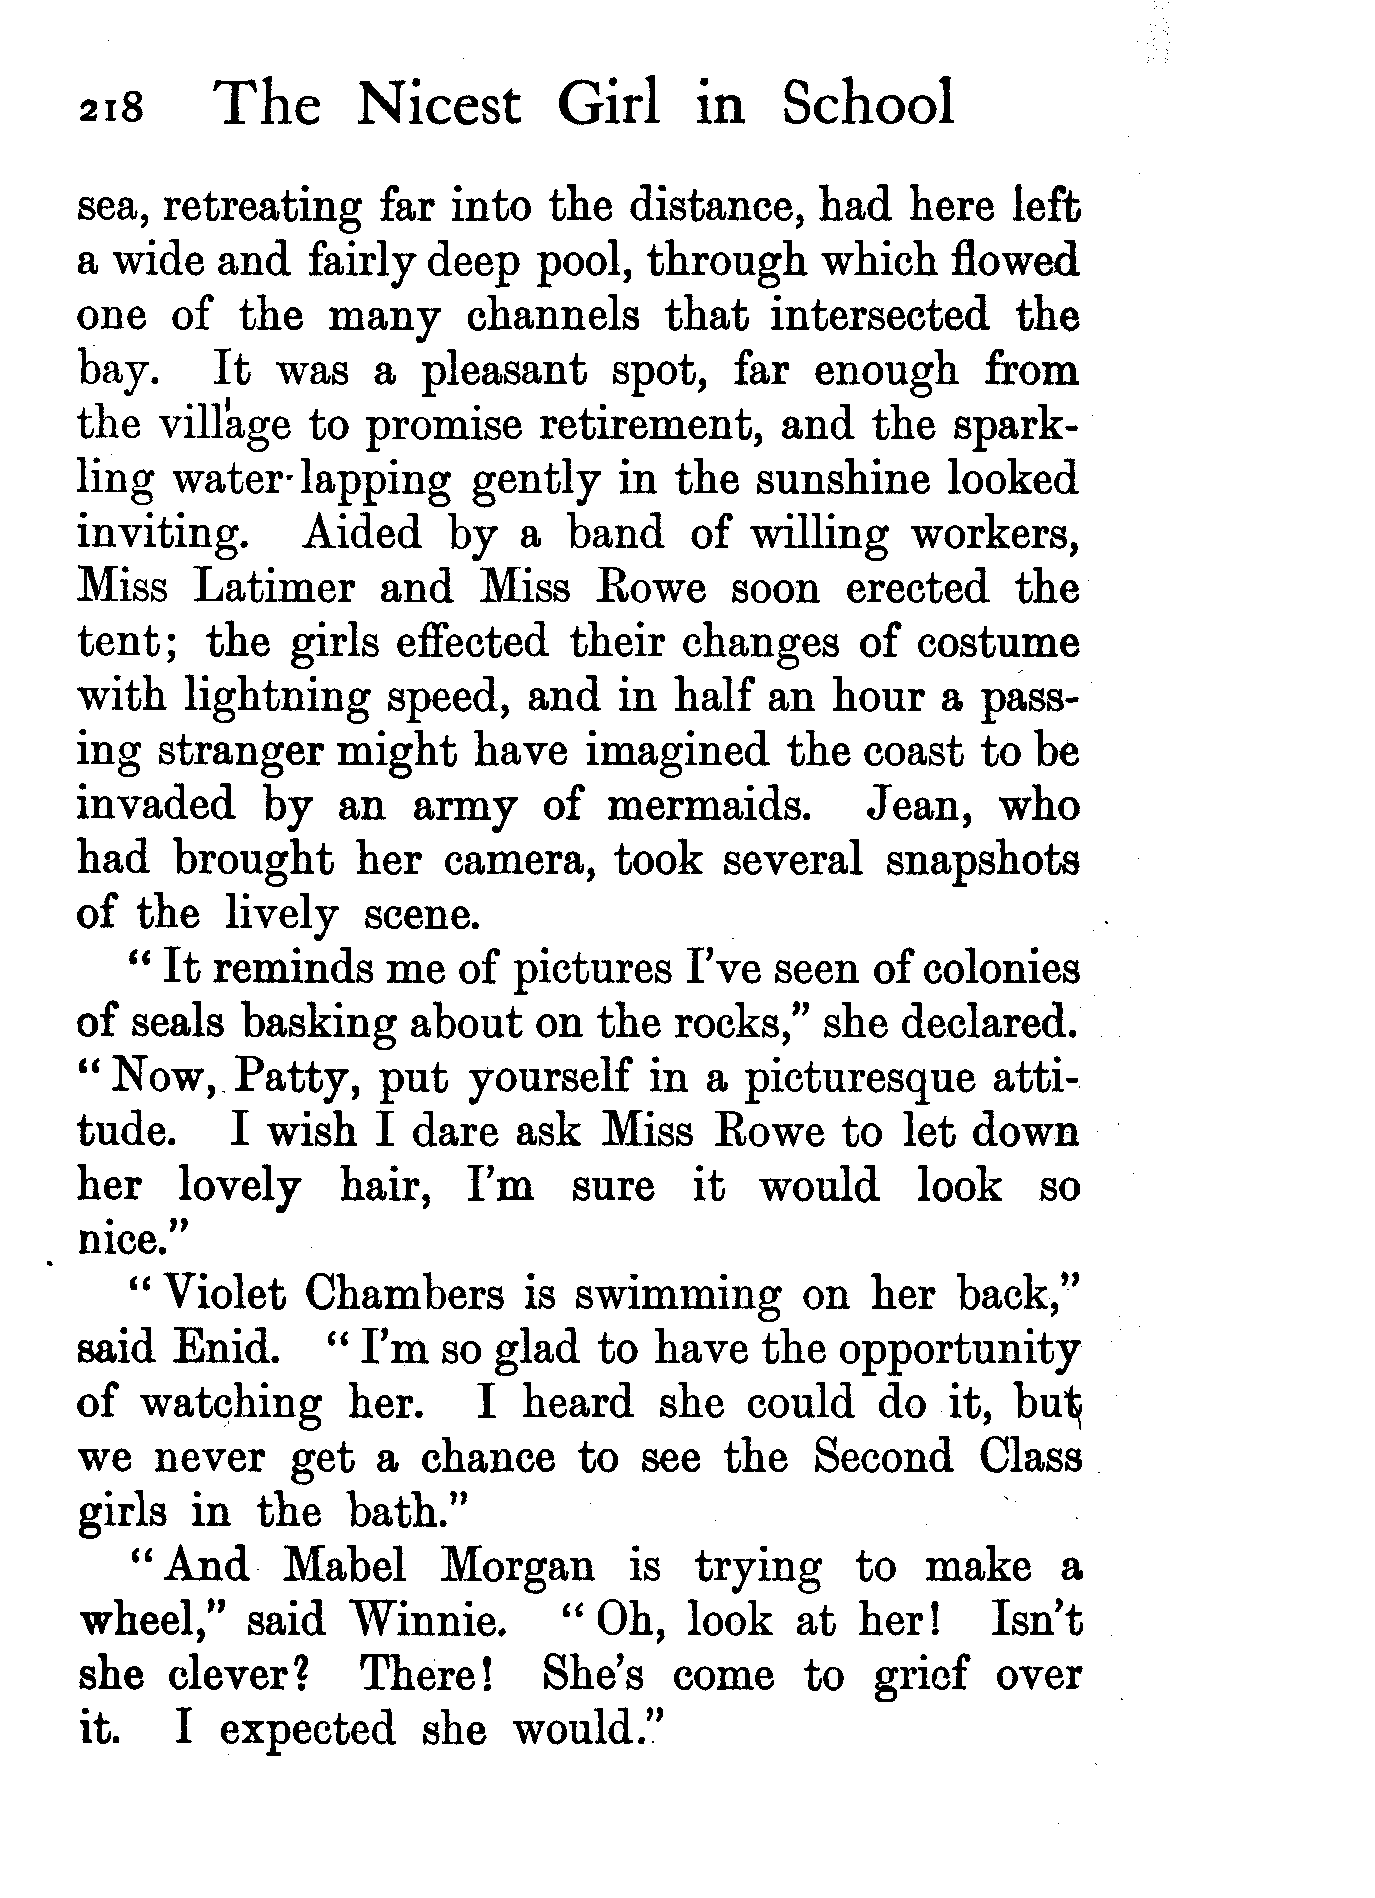 218 The Nicest Girl in School
sea, retreating far into the distance, had here left
a wide and fairly deep pool, through which flowed
one of the many channels that intersected the
bay. It was a pleasant spot, far enough from
the village to promise retirement, and the spark-
ling water lapping gently in the sunshine looked
inviting. Aided by a band of willing workers,
Miss Latimer and Miss Rowe soon erected the
tent; the girls effected their changes of costume
with lightning speed, and in half an hour a pass-
ing stranger might have imagined the coast to be
invaded by an army of mermaids. Jean, who
had brought her camera, took several snapshots
of the lively scene.
“It reminds me of pictures I’ve seen of colonies
of seals basking about on the rocks,” she declared.
“Now, Patty, put yourself in a picturesque atti-
tude. I wish I dare ask Miss Rowe to let down
her lovely hair, I’m sure it would look so
nice.”
“Violet Chambers is swimming on her back,”
said Enid. “I’m so glad to have the opportunity
of watching her. I heard she could do it, but
we never get a chance to see the Second Class
girls in the bath.”
“And Mabel Morgan is trying to make a
wheel,” said Winnie. “Oh, look at her! Isn’t
she clever? There! She’s come to grief over
it. I expected she would.”